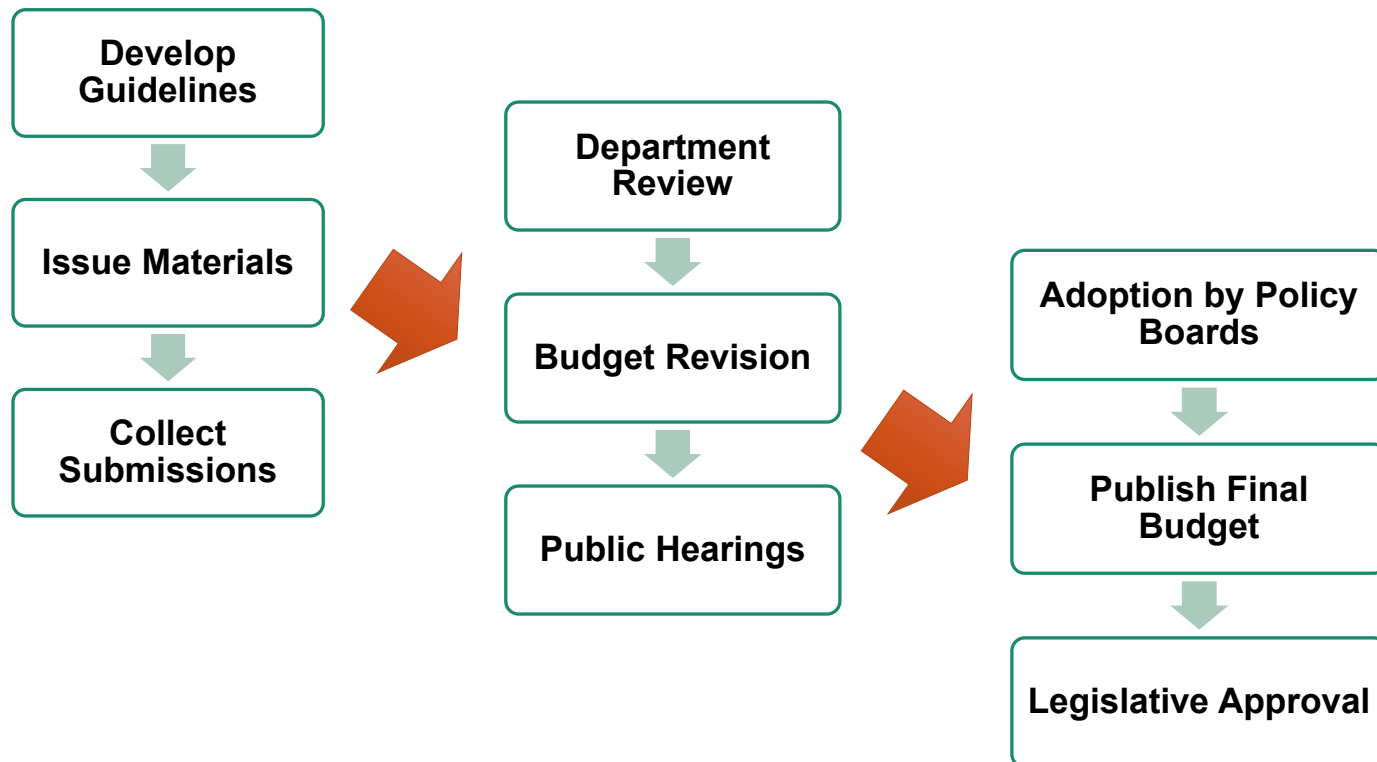 Develop
Guidelines
Issue Materials
Collect
Submissions
Department
Review
Budget Revision
Public Hearings
Adoption by Policy
Boards
Publish Final
Budget
Legislative Approval